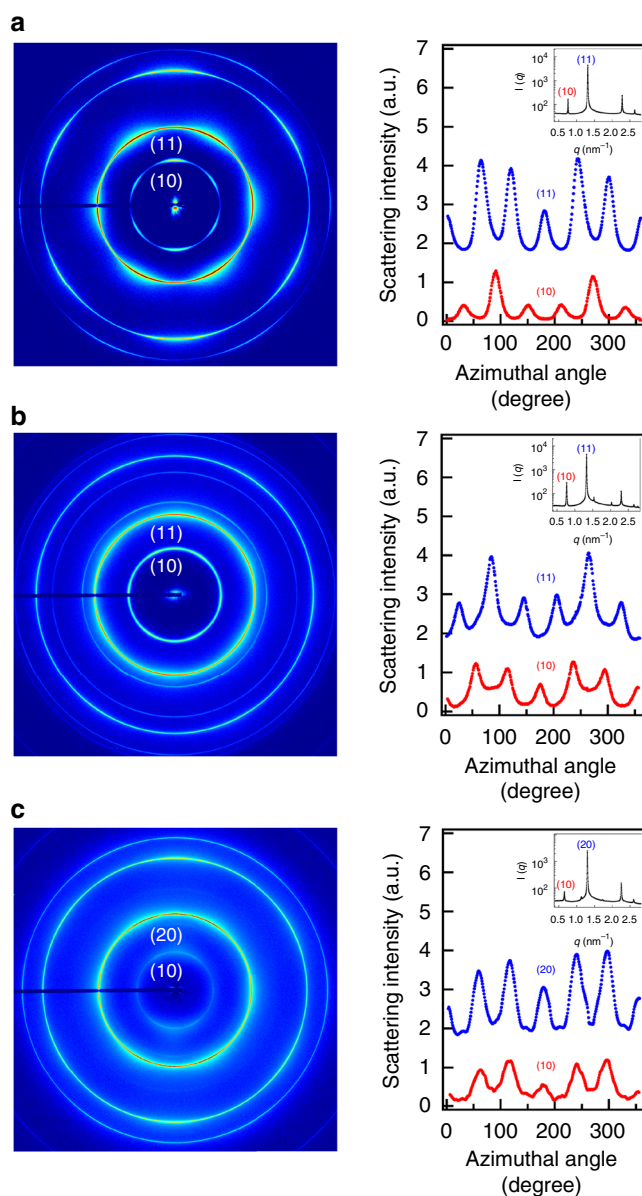 a
(11)
(10)
7
6
5
4
3
2
1
0
Scattering intensity (a.u.)
(11)
(10)
0 100 200 300
Azimuthal angle
(degree)
10⁴
10³
10²
I (q)
(11)
(10)
0.5 1.0 1.5 2.0 2.5
q (nm⁻¹)
b
(11)
(10)
7
6
5
4
3
2
1
0
Scattering intensity (a.u.)
(11)
(10)
0 100 200 300
Azimuthal angle
(degree)
10⁴
10³
10²
I (q)
(11)
(10)
0.5 1.0 1.5 2.0 2.5
q (nm⁻¹)
c
(20)
(10)
7
6
5
4
3
2
1
0
Scattering intensity (a.u.)
(20)
(10)
0 100 200 300
Azimuthal angle
(degree)
10³
10²
I (q)
(20)
(10)
0.5 1.0 1.5 2.0 2.5
q (nm⁻¹)